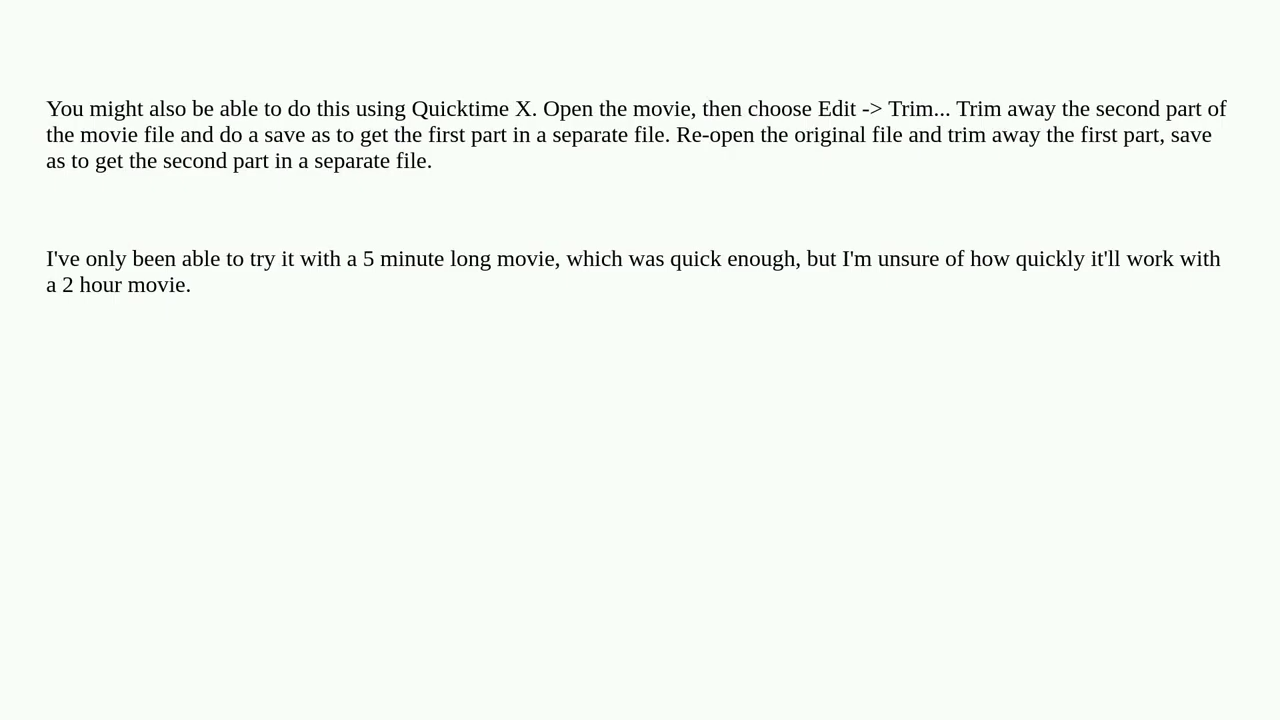 You might also be able to do this using Quicktime X. Open the movie, then choose Edit -> Trim... Trim away the second part of
the movie file and do a save as to get the first part in a separate file. Re-open the original file and trim away the first part, save
as to get the second part in a separate file.
I've only been able to try it with a 5 minute long movie, which was quick enough, but I'm unsure of how quickly it'll work with
a 2 hour movie.